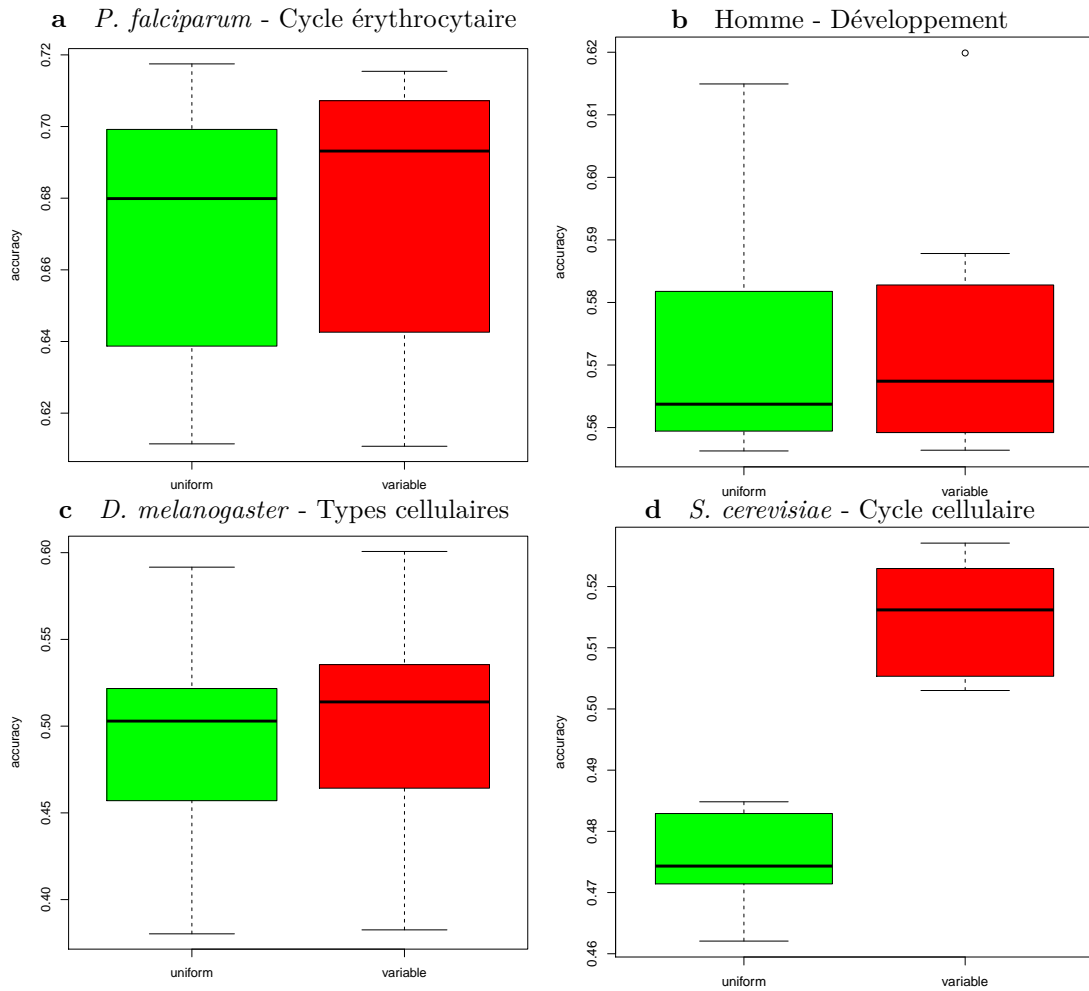 a P. falciparum - Cycle érythrocytaire
0.72
0.70
0.68
0.66
0.64
0.62
accuracy
uniform variable
b Homme - Développement
0.62
0.61
0.60
0.59
0.58
0.57
0.56
accuracy
uniform variable
c D. melanogaster - Types cellulaires
0.60
0.55
0.50
0.45
0.40
accuracy
uniform variable
d S. cerevisiae - Cycle cellulaire
0.52
0.51
0.50
0.49
0.48
0.47
0.46
accuracy
uniform variable